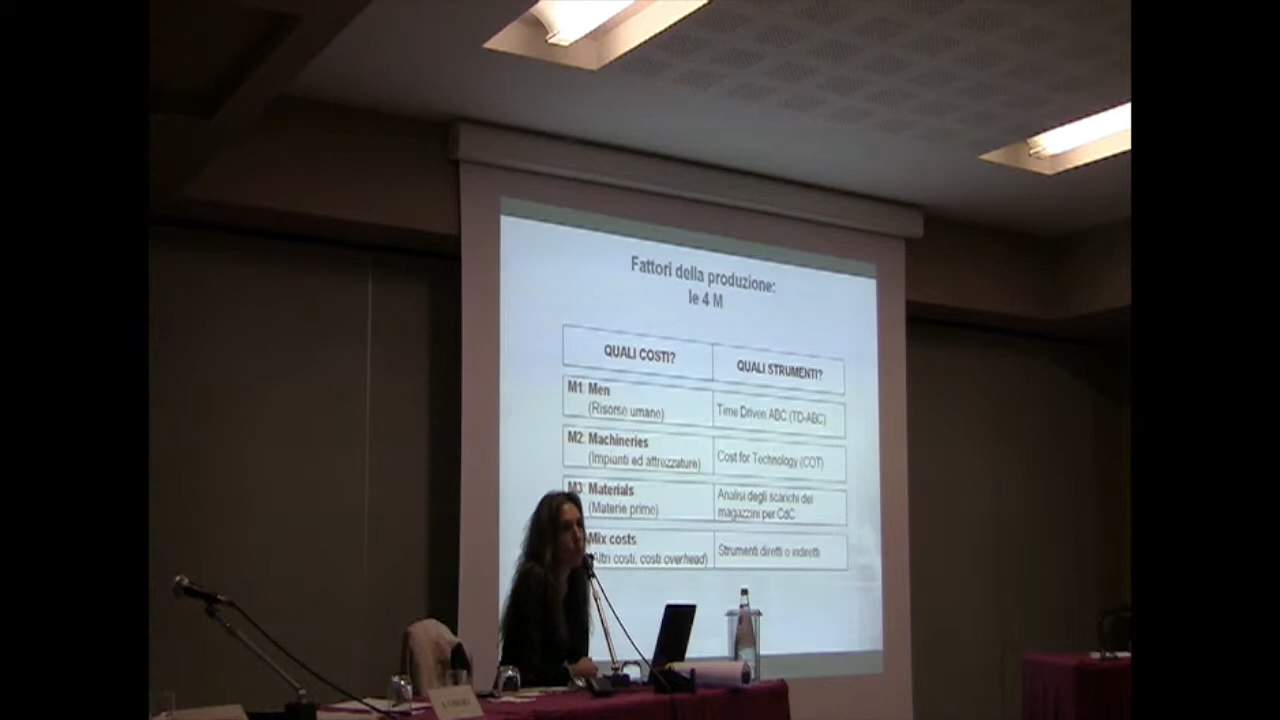 Fattori della produzione:
le 4 M
QUALI COSTI?
QUALI STRUMENTI?
M1: Men
(Risorse umane)
Time Driven ABC (TD-ABC)
M2: Machineries
(Impianti ed attrezzature)
Cost for Technology (COT)
M3: Materials
(Materie prime)
Analisi degli scarichi dei
magazzini per CdC
Mix costs
(Altri costi, costi overhead)
Strumenti diretti o indiretti